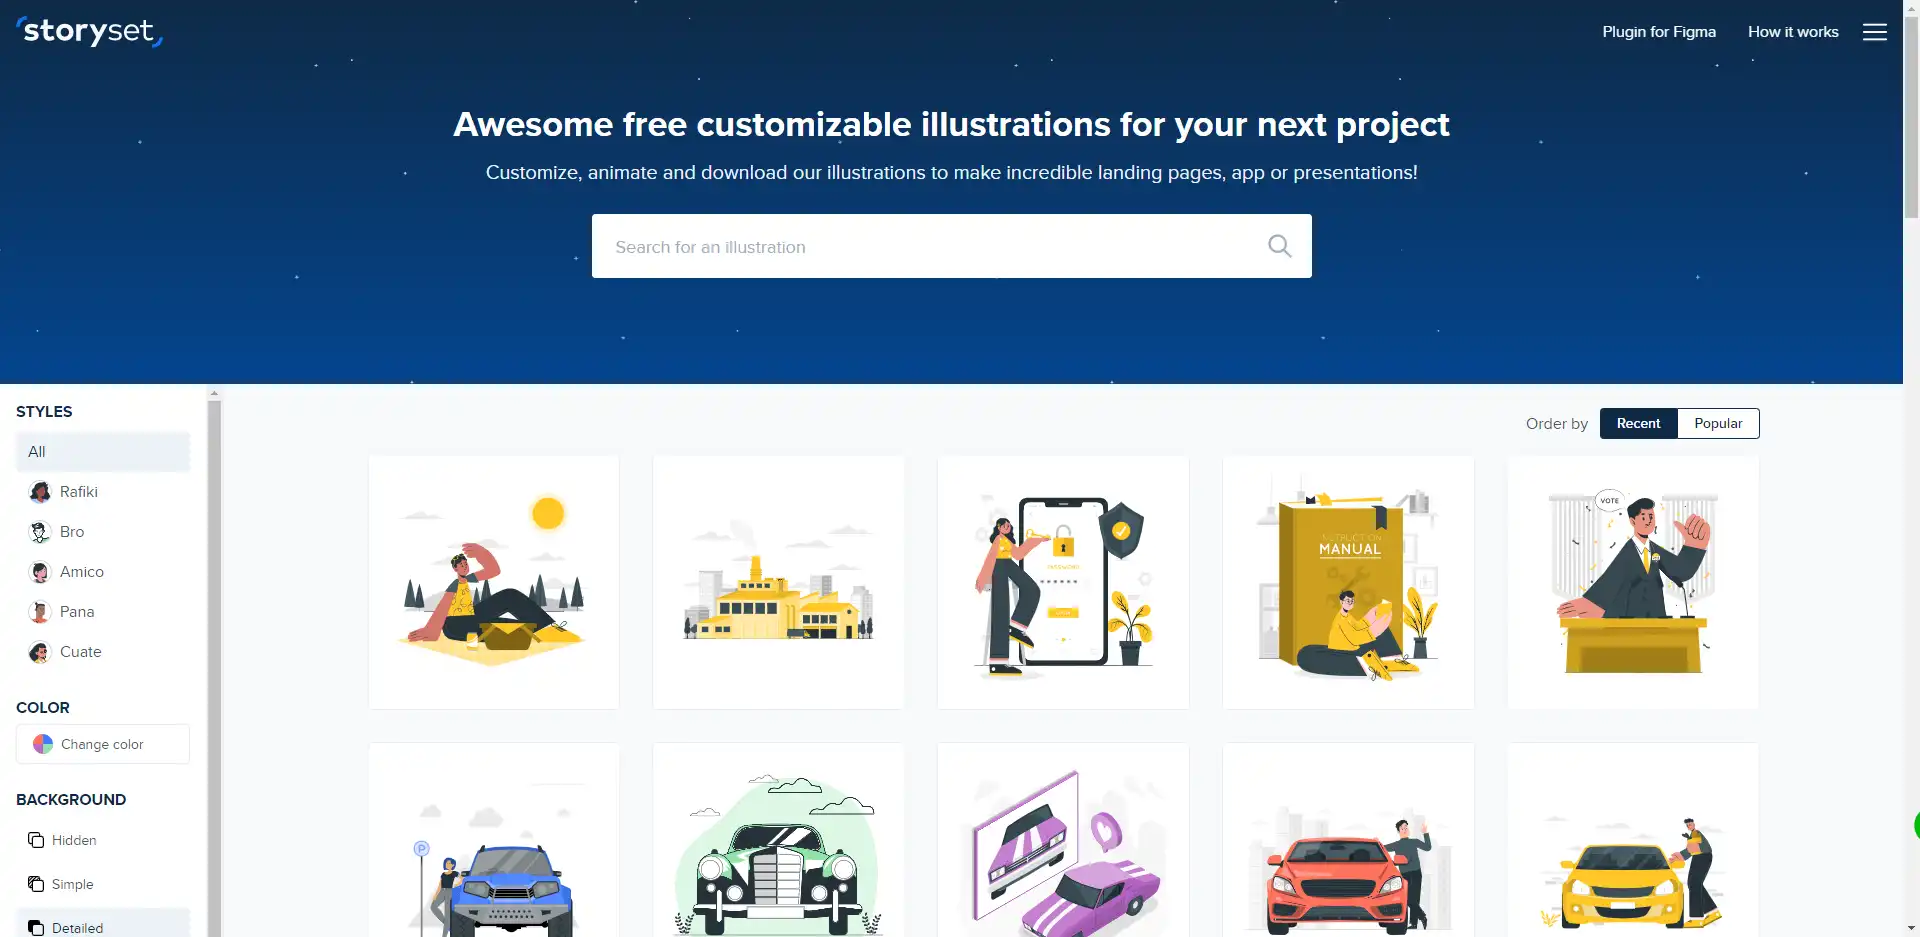 storyset
Plugin for Figma
How it works
Awesome free customizable illustrations for your next project
Customize, animate and download our illustrations to make incredible landing pages, app or presentations!
Search for an illustration
STYLES
All
Rafiki
Bro
Amico
Pana
Cuate
COLOR
Change color
BACKGROUND
Hidden
Simple
Detailed
Order by
Recent
Popular
MANUAL
VOTE
P